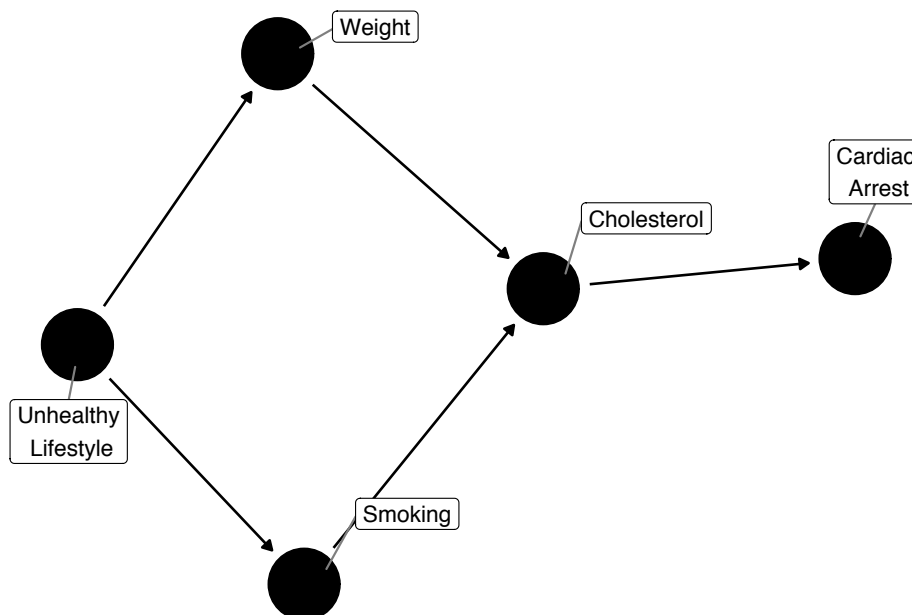 Weight
Cardiac
Arrest
Cholesterol
Unhealthy
Lifestyle
Smoking